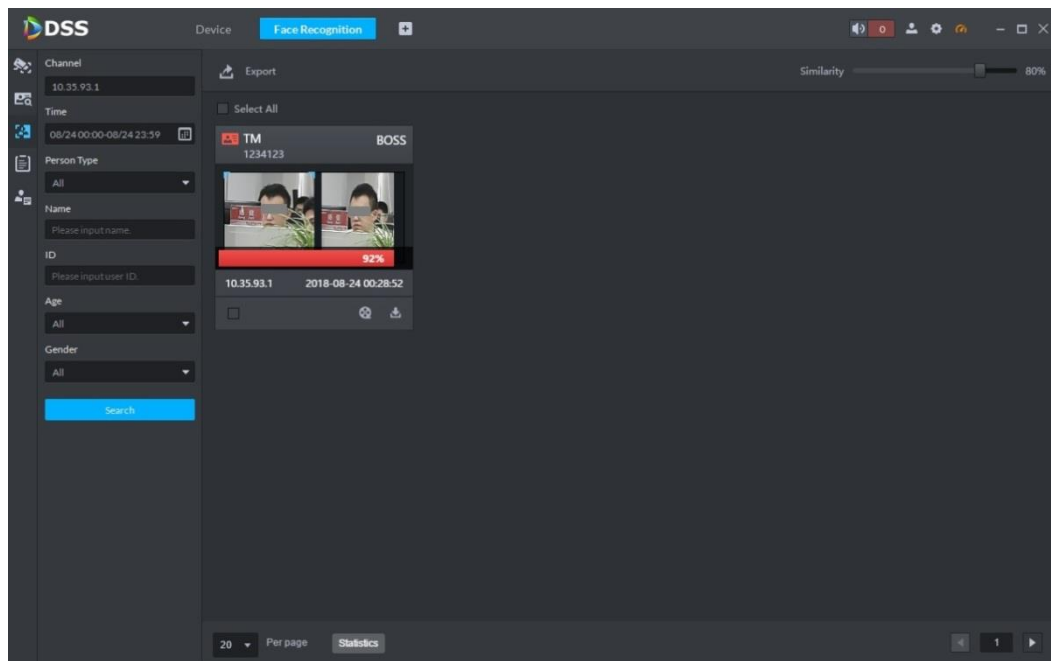 DSS
Device
Face Recognition
0
Channel
10.35.93.1
Time
08/24 00:00-08/24 23:59
Person Type
All
Name
Please input name.
ID
Please input user ID.
Age
All
Gender
All
Search
Export
Similarity
80%
Select All
TM
BOSS
1234123
92%
10.35.93.1
2018-08-24 00:28:52
20
Per page
Statistics
1